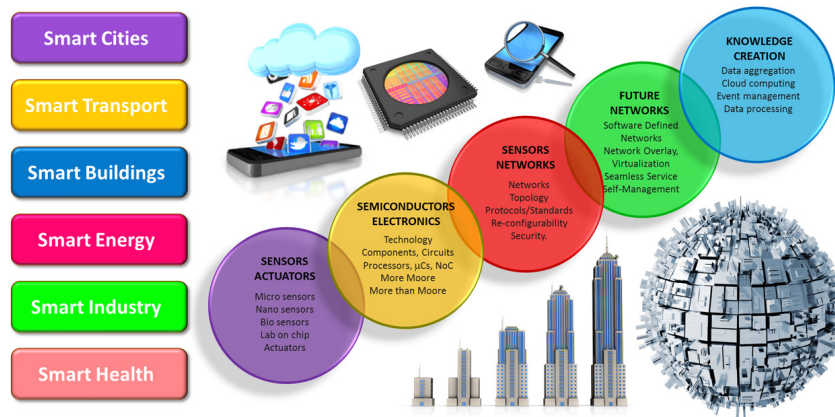 Smart Cities
Smart Transport
Smart Buildings
Smart Energy
Smart Industry
Smart Health
SENSORS
ACTUATORS
Micro sensors
Nano sensors
Bio sensors
Lab on chip
Actuators
SEMICONDUCTORS
ELECTRONICS
Technology
Components, Circuits
Processors, µCs, NoC
More Moore
More than Moore
SENSORS
NETWORKS
Networks
Topology
Protocols/Standards
Re-configurability
Security.
FUTURE
NETWORKS
Software Defined
Networks
Network Overlay,
Virtualization
Seamless Service
Self-Management
KNOWLEDGE
CREATION
Data aggregation
Cloud computing
Event management
Data processing